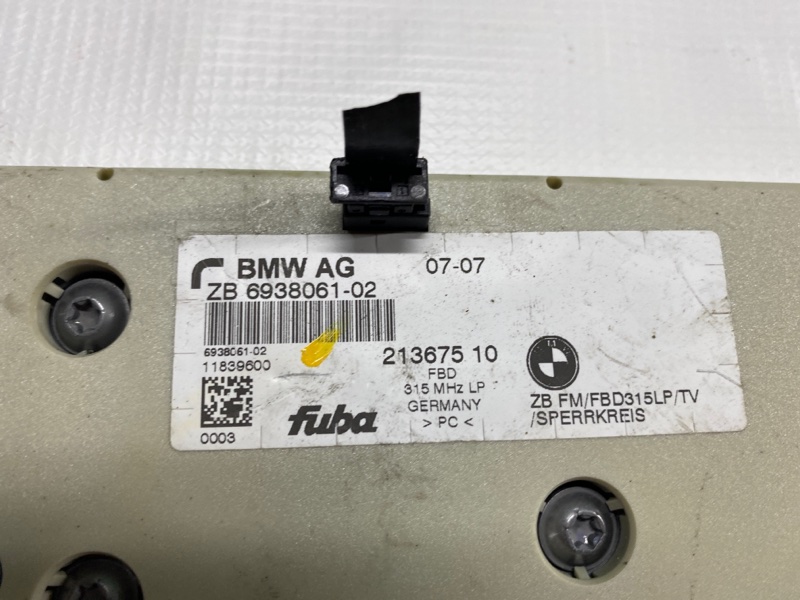 BMW AG 07-07
ZB 6938061-02
6938061-02
11839600
213675 10
FBD
315 MHz LP
GERMANY
> PC <
0003
fuba
ZB FM/FBD315LP/TV
/SPERRKREIS